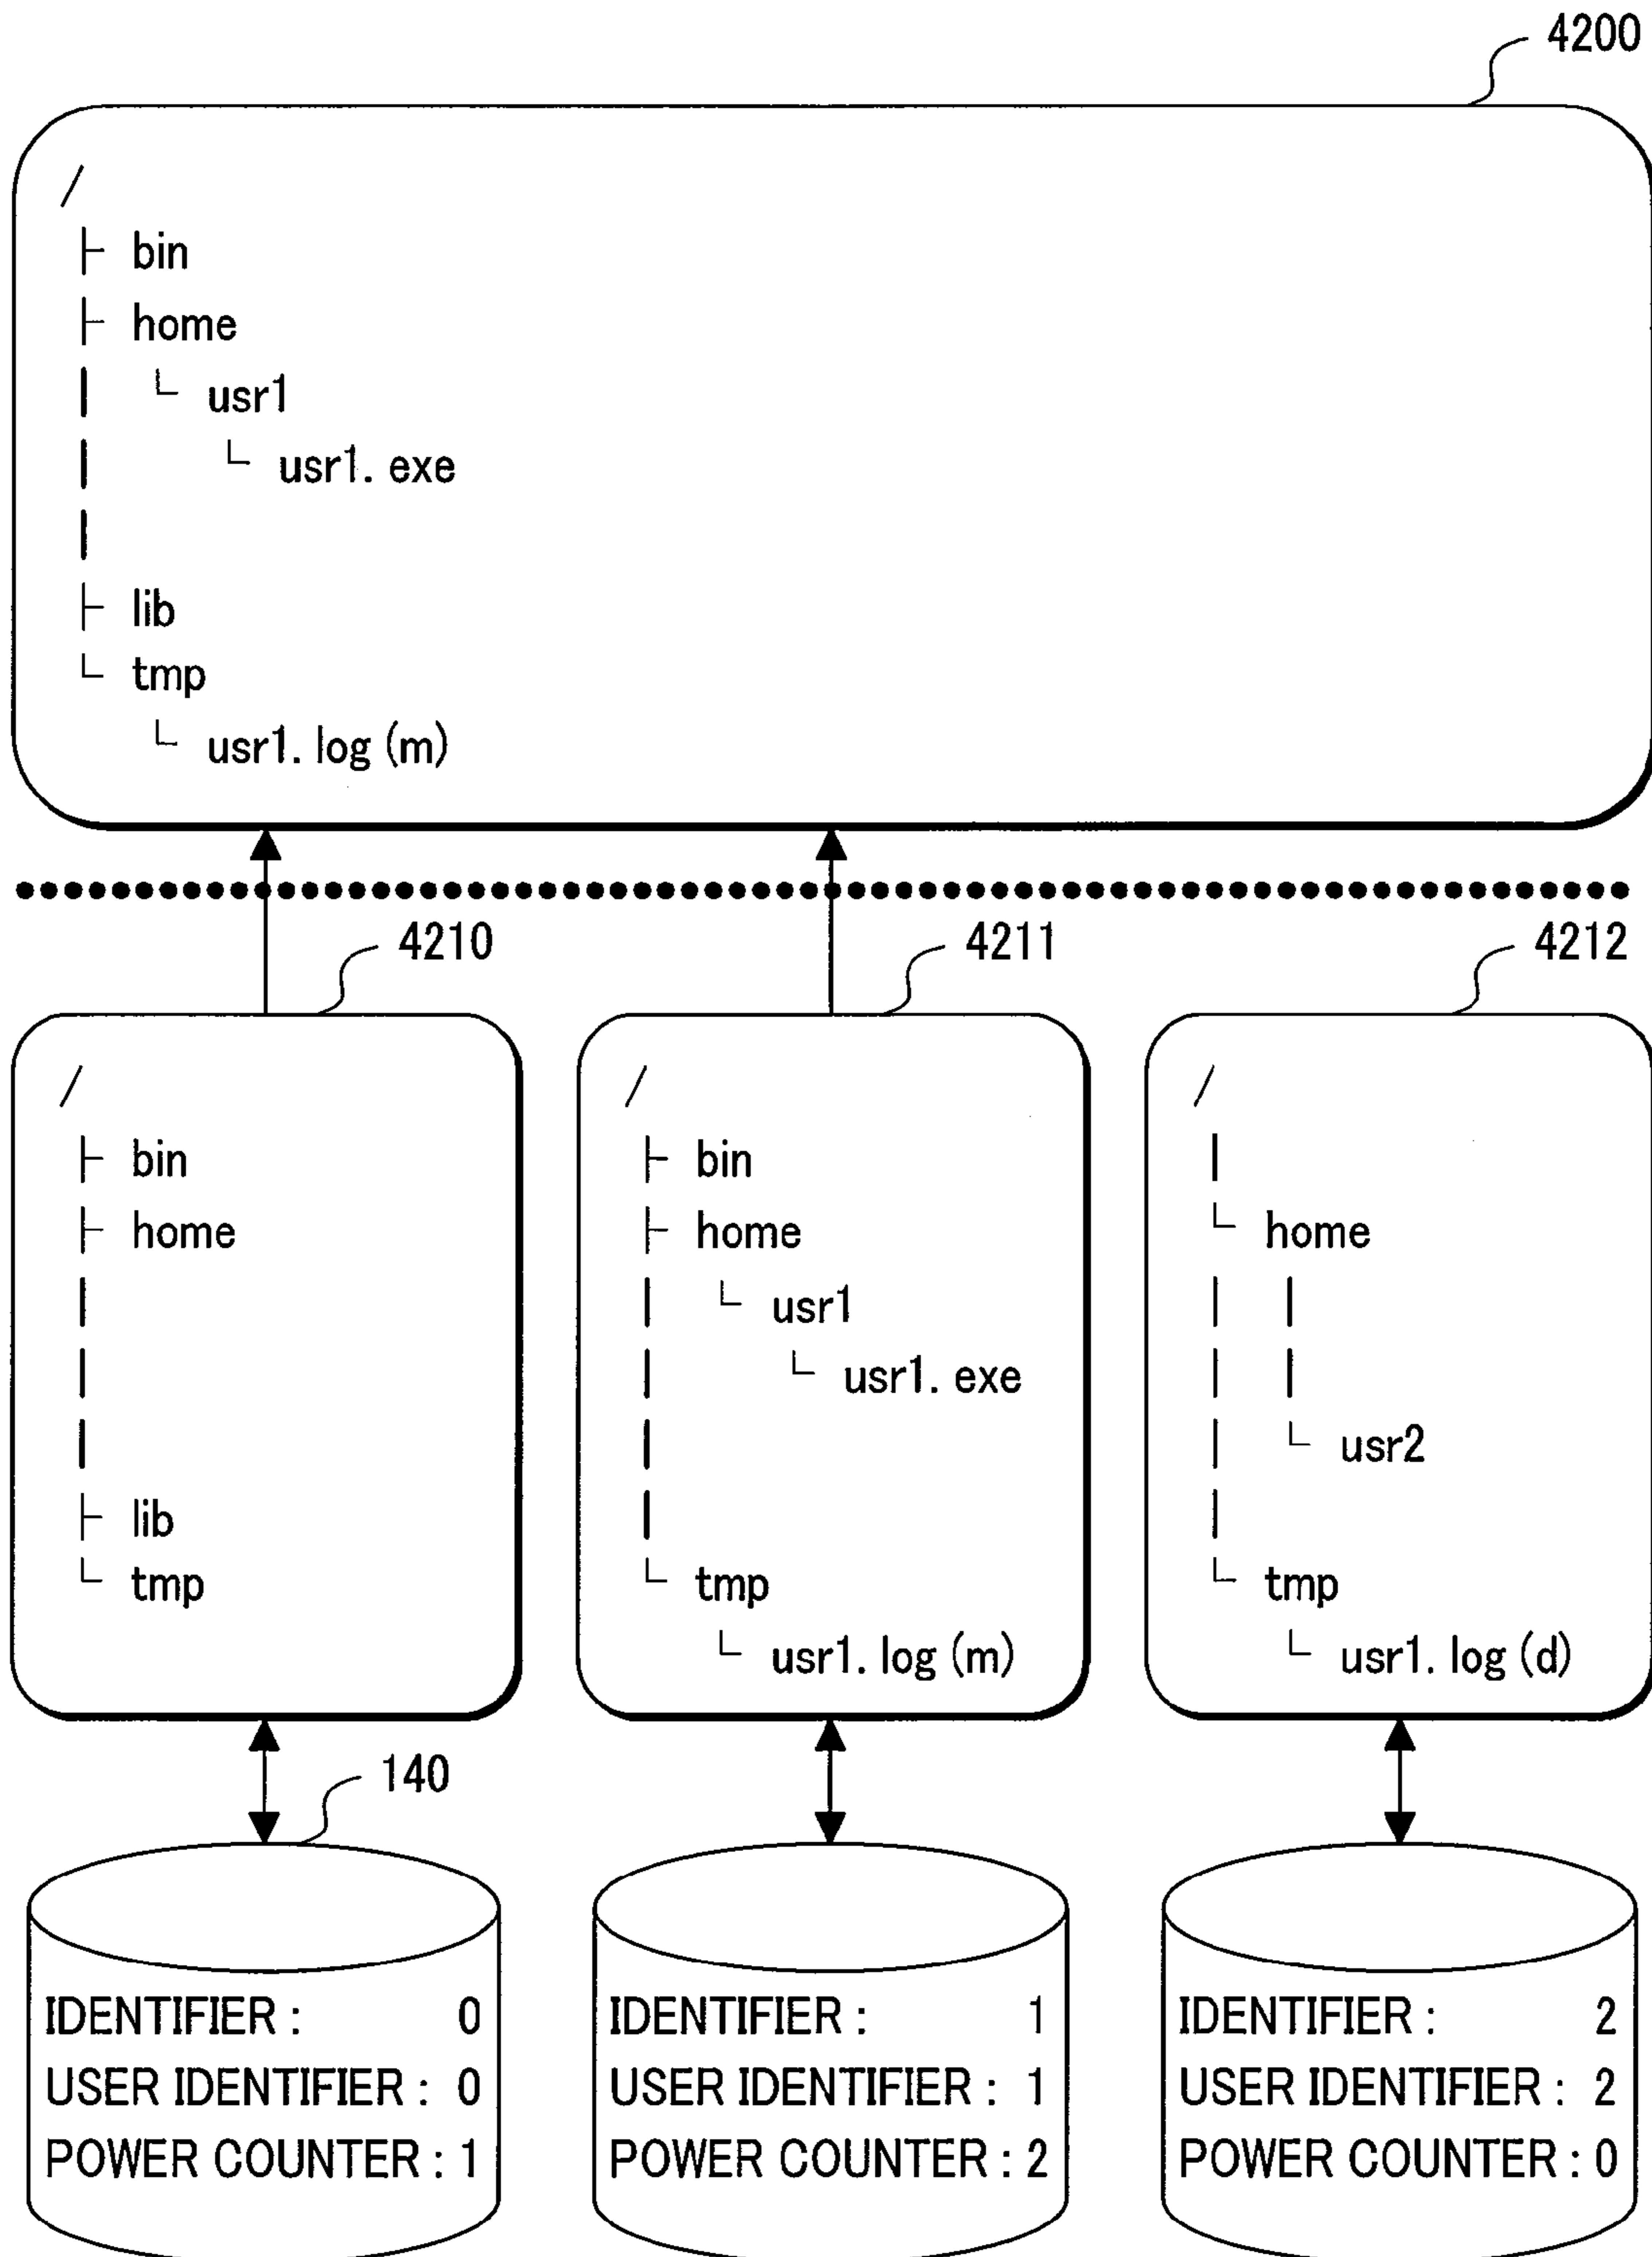 4200
/
├ bin
├ home
│ └ usr1
│ └ usr1.exe
│
├ lib
└ tmp
└ usr1.log(m)
4210
4211
4212
/
├ bin
├ home
│
│
│
├ lib
└ tmp
/
├ bin
├ home
│ └ usr1
│ └ usr1.exe
│
│
└ tmp
└ usr1.log(m)
/
│
└ home
│ │
│ │
│ └ usr2
│
└ tmp
└ usr1.log(d)
140
IDENTIFIER : 0
USER IDENTIFIER : 0
POWER COUNTER : 1
IDENTIFIER : 1
USER IDENTIFIER : 1
POWER COUNTER : 2
IDENTIFIER : 2
USER IDENTIFIER : 2
POWER COUNTER : 0